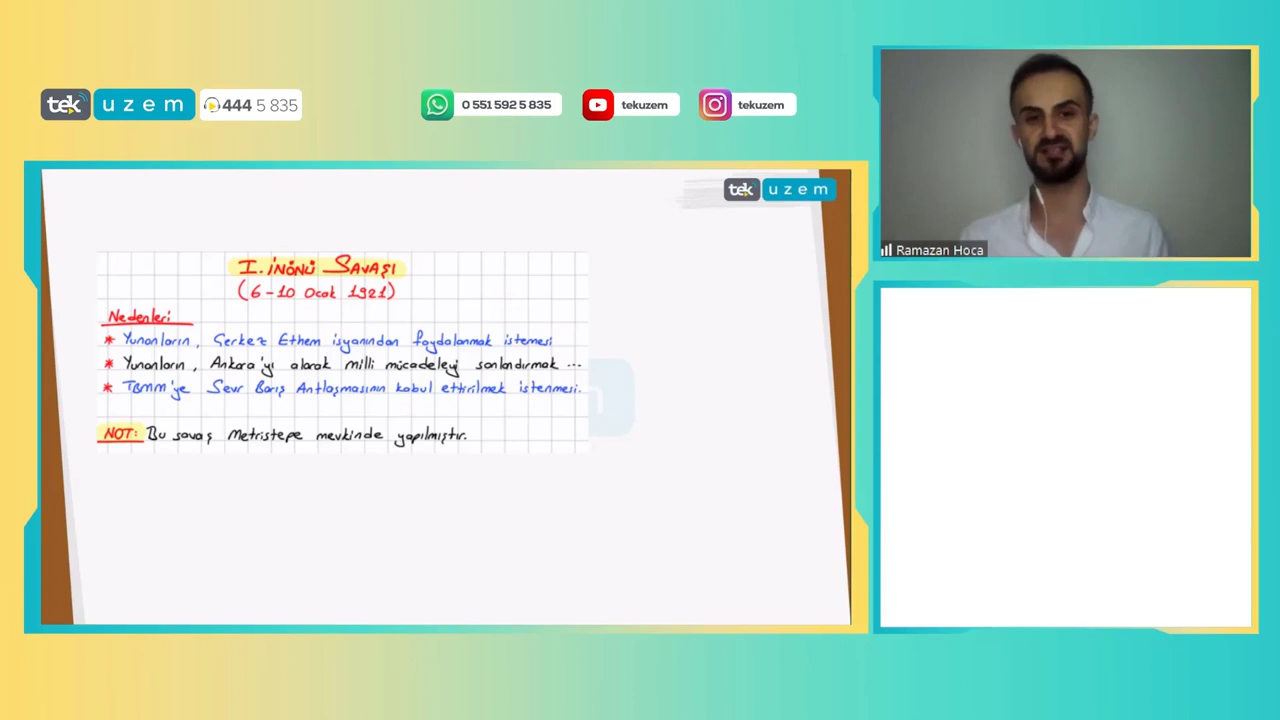 tek uzem 444 5 835
0 551 592 5 835
tekuzem
tekuzem
tek uzem
I. İNÖNÜ SAVAŞI
(6-10 Ocak 1921)
Nedenleri
* Yunanların, Çerkez Ethem isyanından faydalanmak istemesi
* Yunanların, Ankara'yı alarak milli mücadeleyi sonlandırmak ...
* TBMM'ye Sevr Barış Antlaşmasının kabul ettirilmek istenmesi.
NOT: Bu savaş Metristepe mevkinde yapılmıştır.
Ramazan Hoca